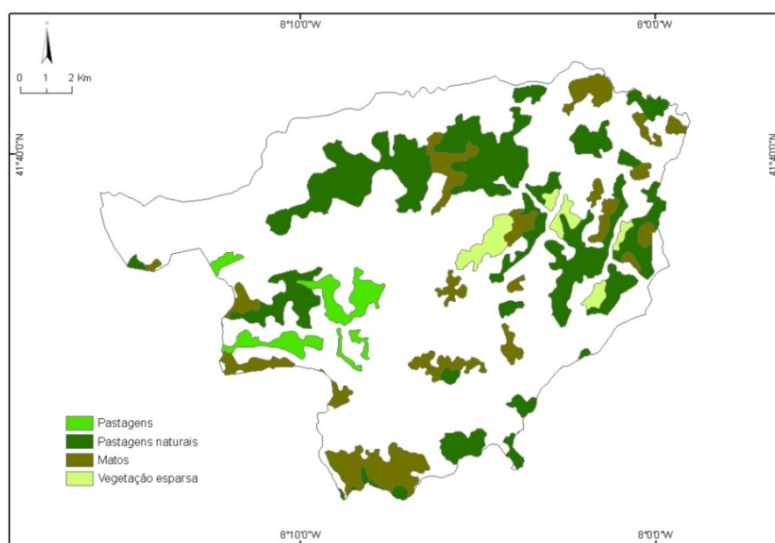 8°10'0"W
8°0'0"W
0 1 2 Km
41°40'0"N
41°40'0"N
Pastagens
Pastagens naturais
Matos
Vegetação esparsa
8°10'0"W
8°0'0"W